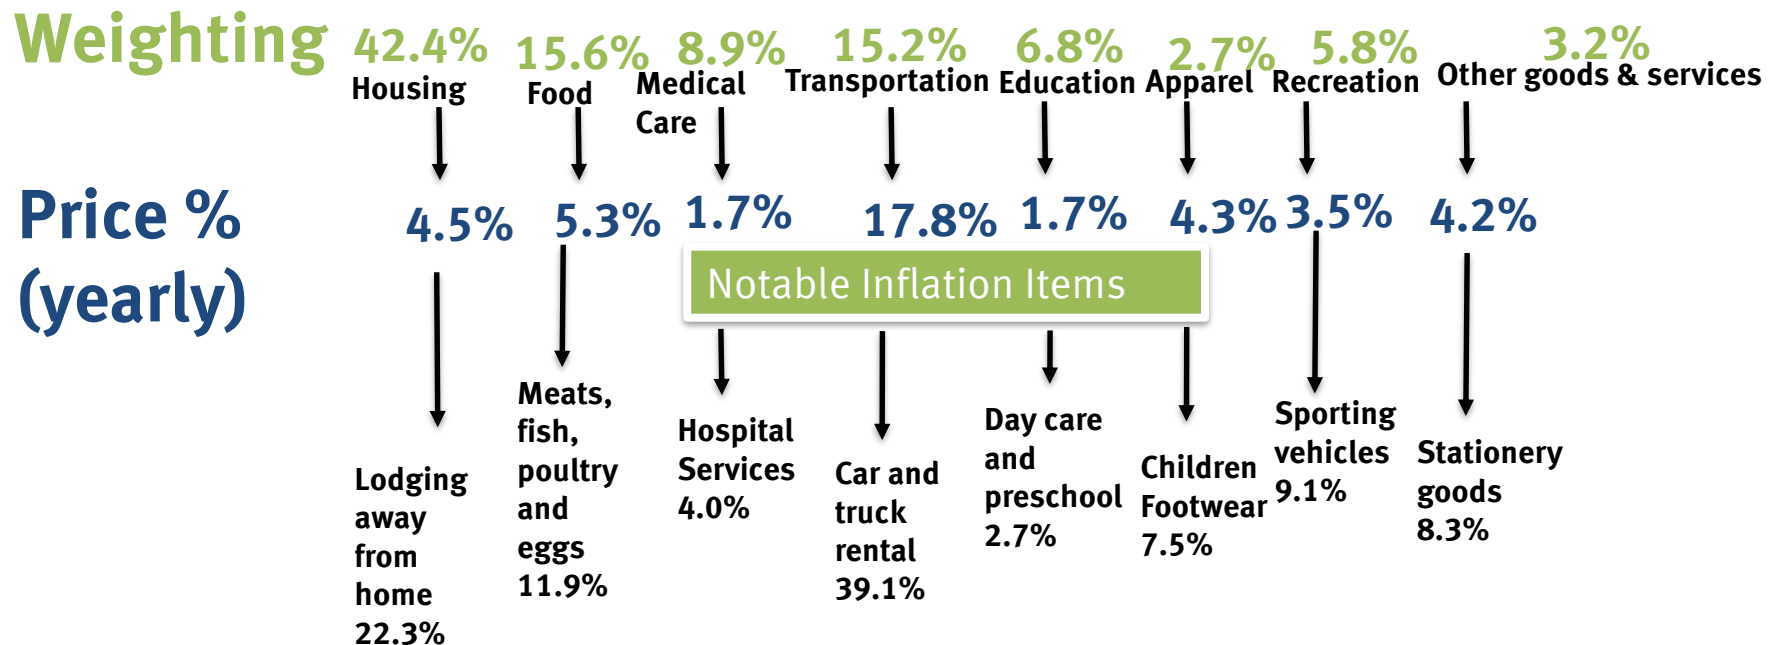 Weighting
42.4% 15.6% 8.9% 15.2% 6.8% 2.7% 5.8% 3.2%
Housing
Food
Medical
Care
Transportation
Education
Apparel
Recreation
Other goods & services
Price %
(yearly)
4.5% 5.3% 1.7% 17.8% 1.7% 4.3% 3.5% 4.2%
Notable Inflation Items
Lodging
away
from
home
22.3%
Meats,
fish,
poultry
and
eggs
11.9%
Hospital
Services
4.0%
Car and
truck
rental
39.1%
Day care
and
preschool
2.7%
Children
Footwear
7.5%
Sporting
vehicles
9.1%
Stationery
goods
8.3%